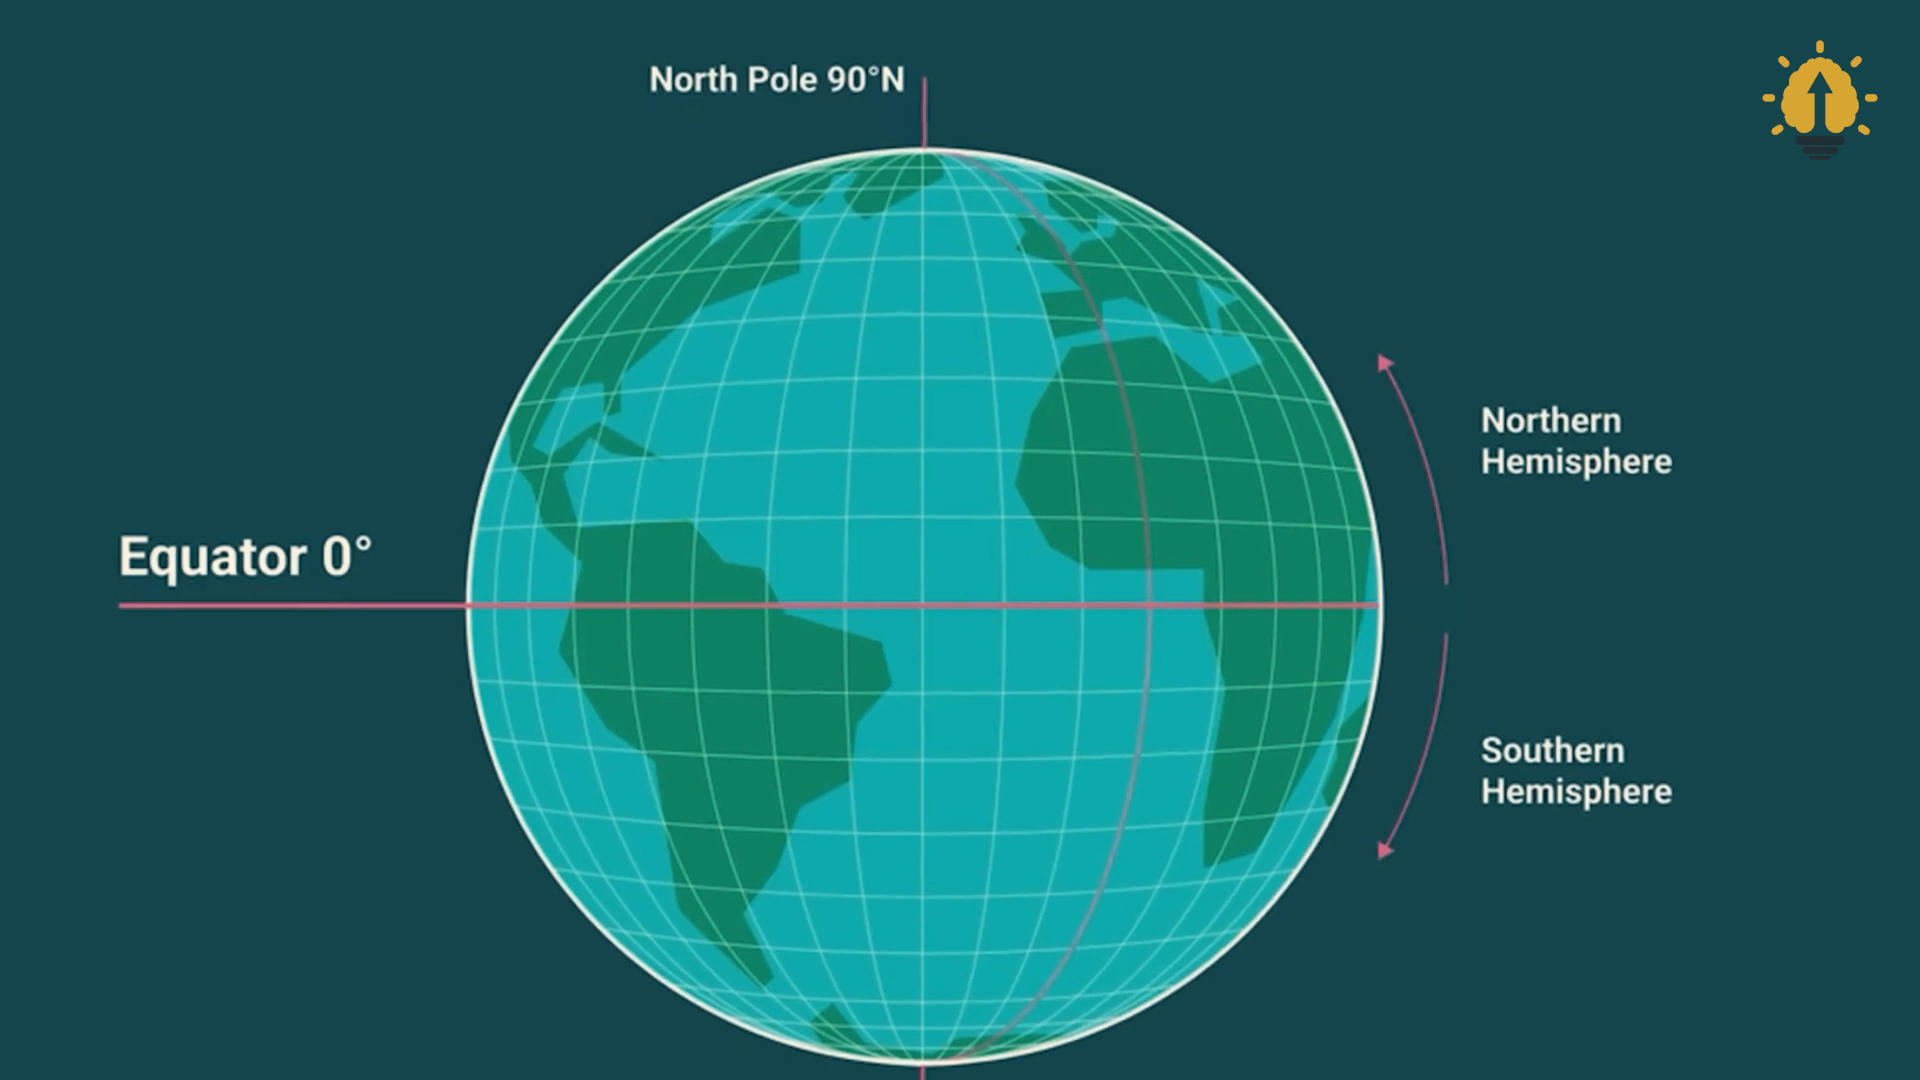 North Pole 90°N
Northern
Hemisphere
Equator 0°
Southern
Hemisphere